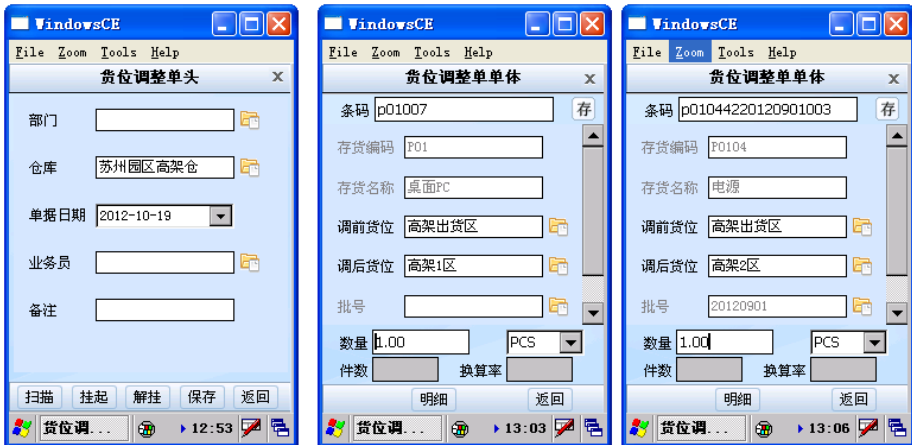 WindowsCE
File Zoom Tools Help
货位调整单头 x
部门
仓库 苏州园区高架仓
单据日期 2012-10-19
业务员
备注
扫描 挂起 解挂 保存 返回
货位调... 12:53
WindowsCE
File Zoom Tools Help
货位调整单单体 x
条码 p01007 存
存货编码 P01
存货名称 桌面PC
调前货位 高架出货区
调后货位 高架1区
批号
数量 1.00 PCS
件数 换算率
明细 返回
货位调... 13:03
WindowsCE
File Zoom Tools Help
货位调整单单体 x
条码 p01044220120901003 存
存货编码 P0104
存货名称 电源
调前货位 高架出货区
调后货位 高架2区
批号 20120901
数量 1.00 PCS
件数 换算率
明细 返回
货位调... 13:06